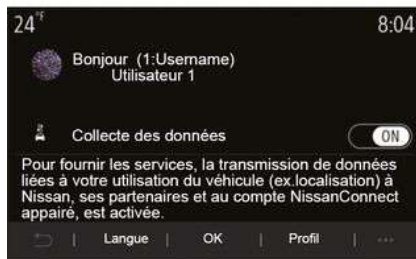 24°F
8:04
Bonjour (1:Username)
Utilisateur 1
Collecte des données
ON
Pour fournir les services, la transmission de données
liées à votre utilisation du véhicule (ex.localisation) à
Nissan, ses partenaires et au compte NissanConnect
appairé, est activée.
Langue | OK | Profil | ...